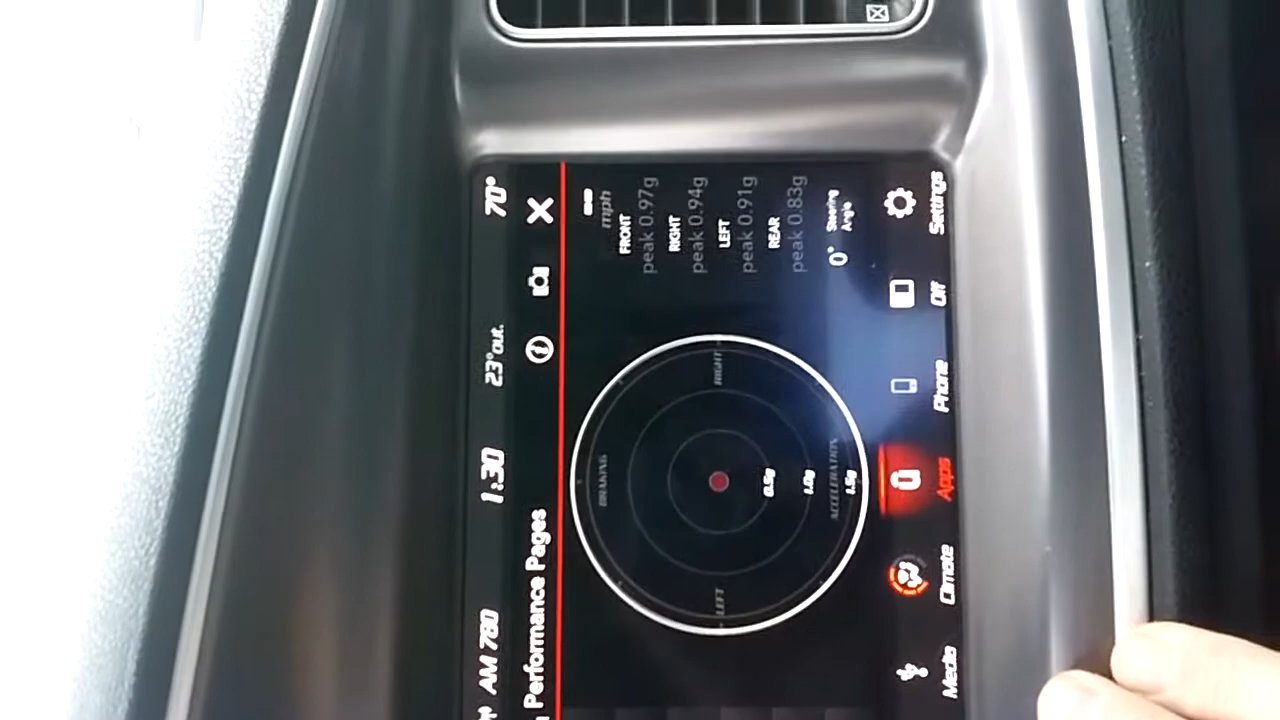 AM 780 1:30 23°out. 70°
Performance Pages
mph
FRONT
peak 0.97g
RIGHT
peak 0.94g
LEFT
peak 0.91g
REAR
peak 0.83g
0° Steering
Angle
BRAKING
LEFT RIGHT
0.5g
1.0g
ACCELERATION
1.5g
Media Climate Apps Phone Off Settings